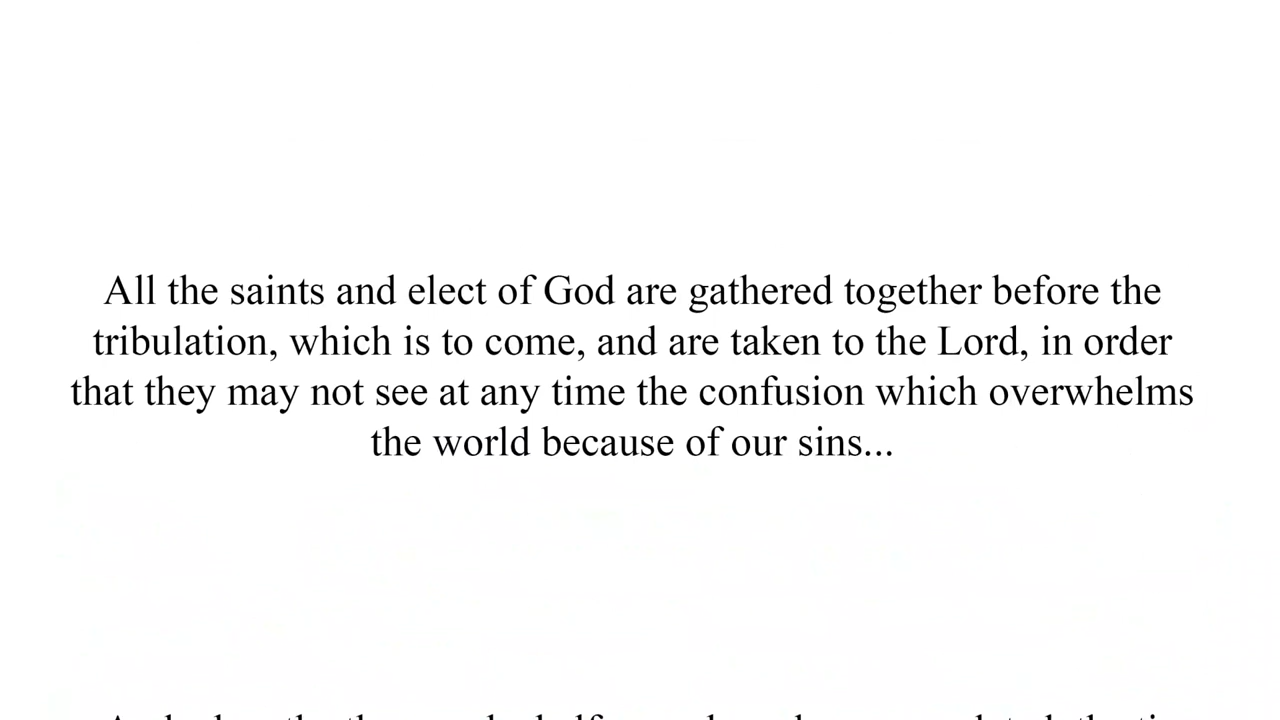 All the saints and elect of God are gathered together before the
tribulation, which is to come, and are taken to the Lord, in order
that they may not see at any time the confusion which overwhelms
the world because of our sins...